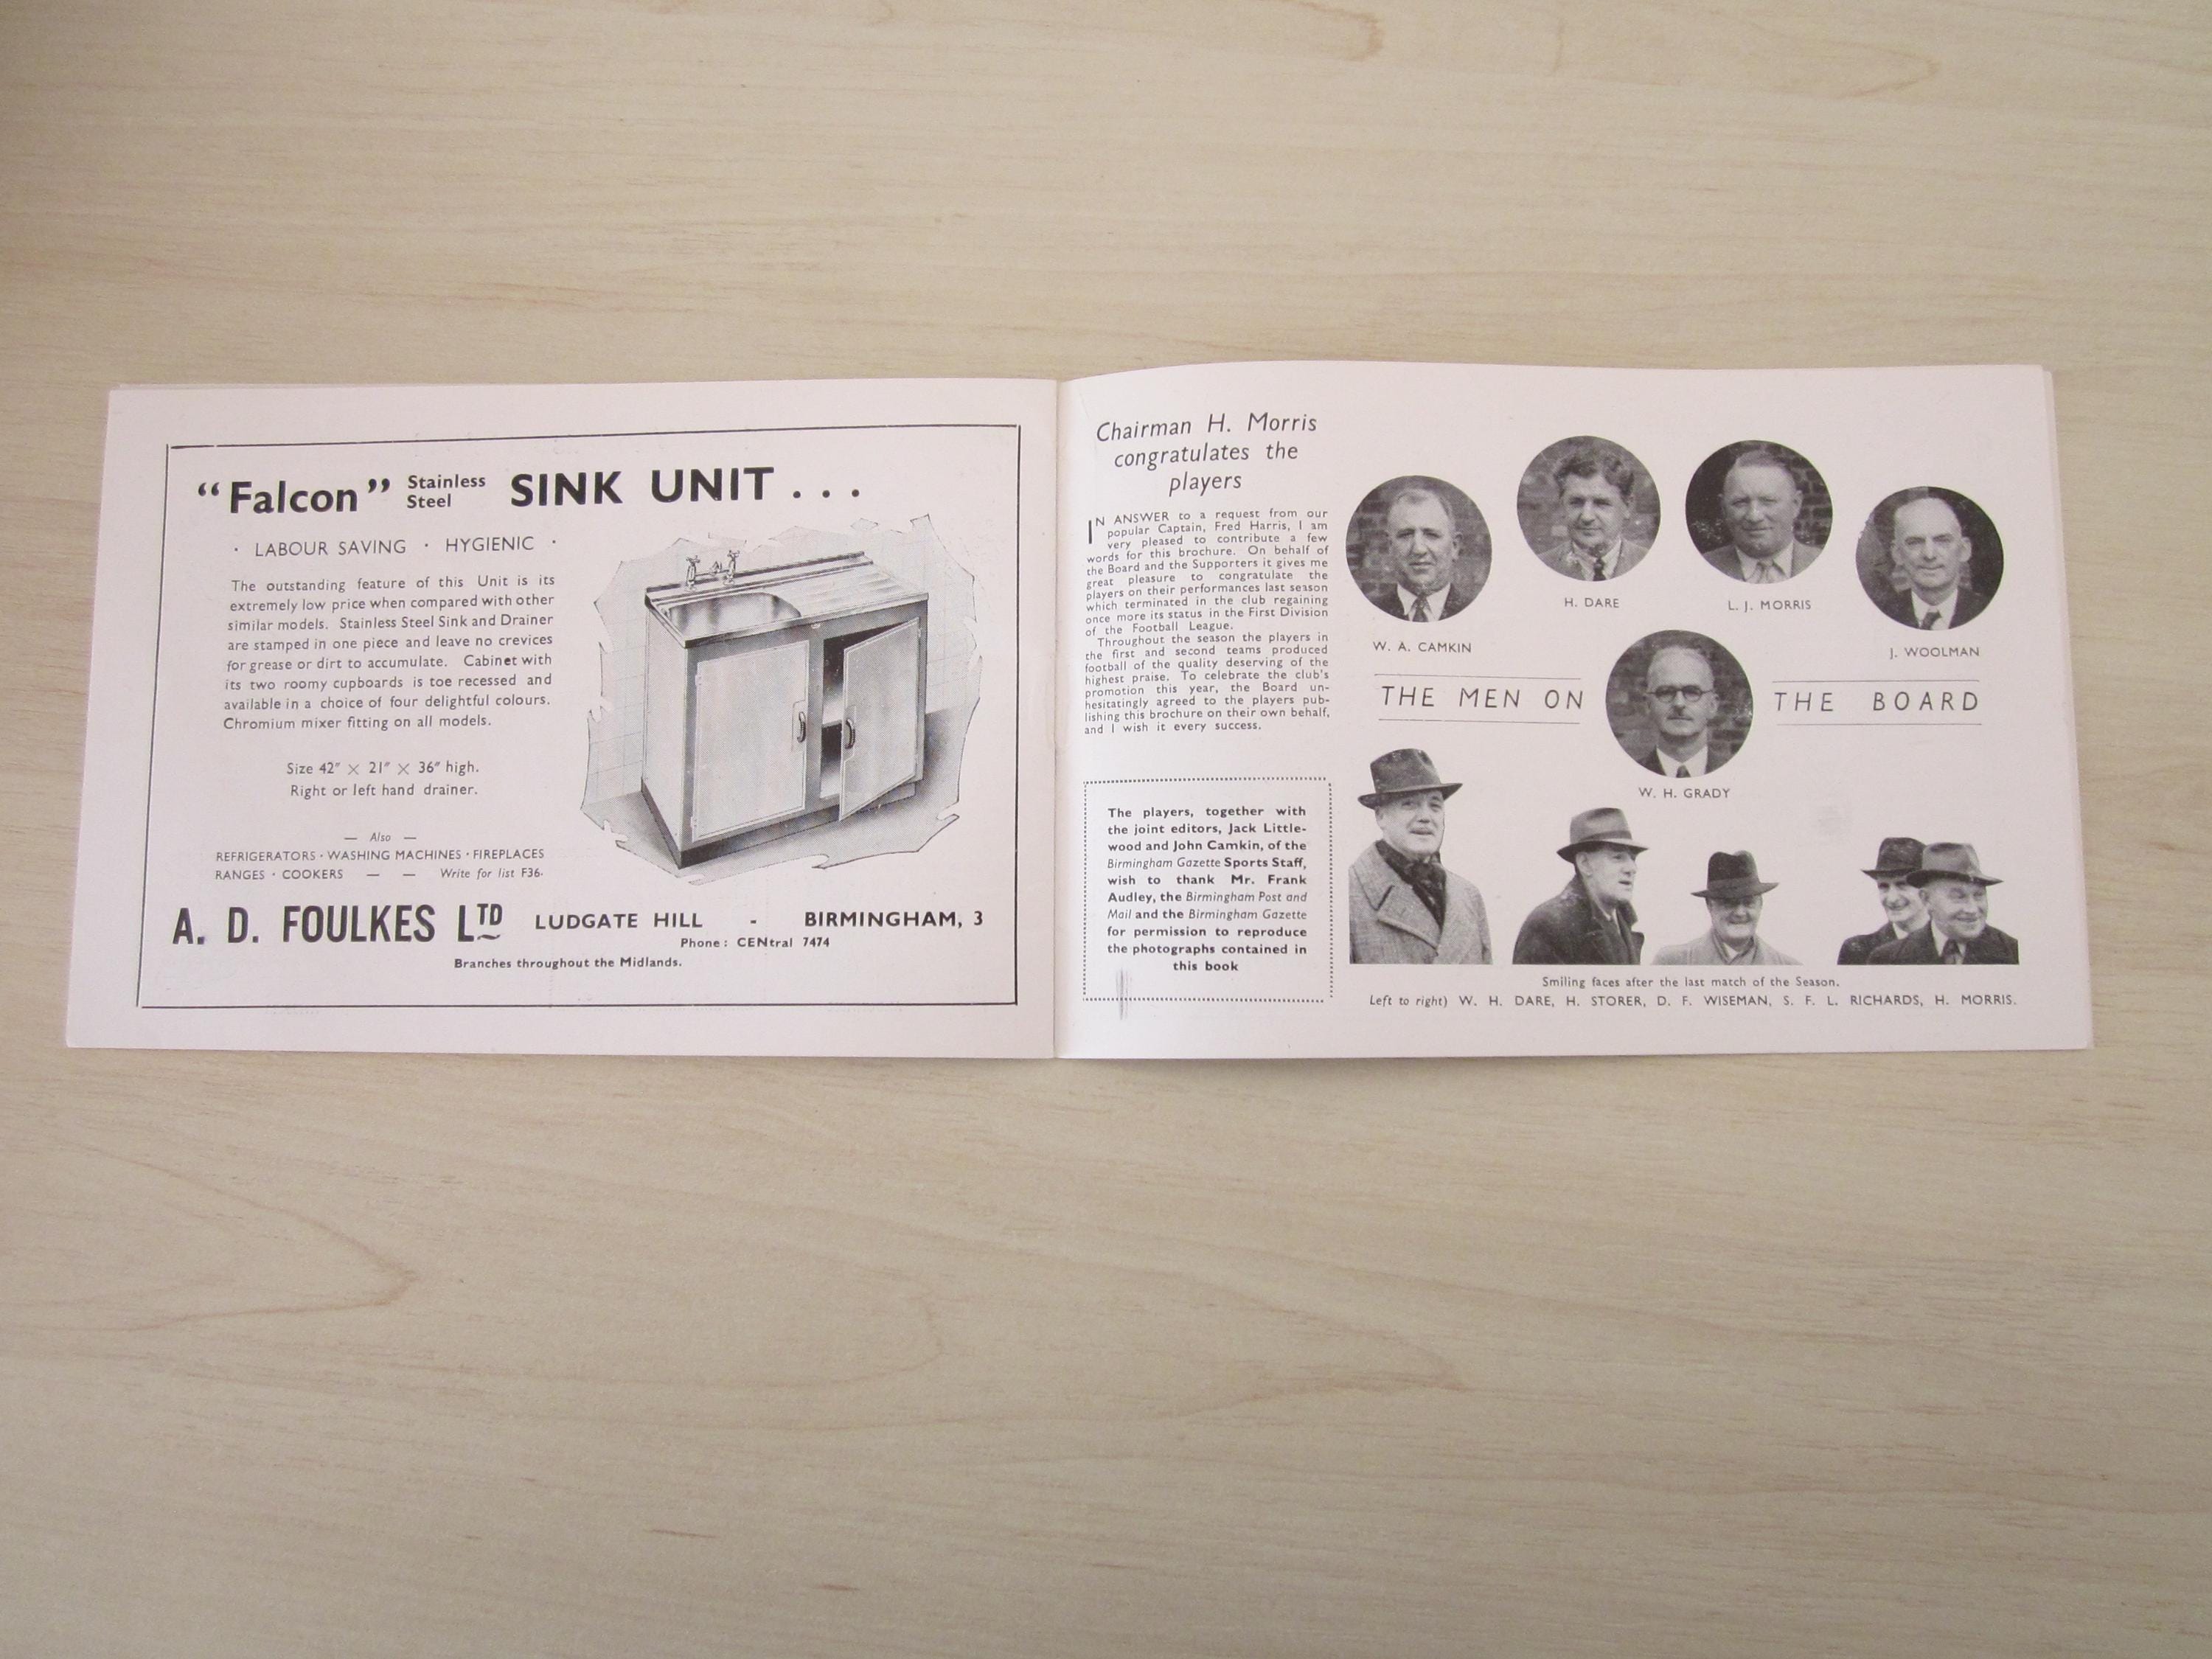 “Falcon” Stainless Steel SINK UNIT . . .
· LABOUR SAVING · HYGIENIC ·
The outstanding feature of this Unit is its
extremely low price when compared with other
similar models. Stainless Steel Sink and Drainer
are stamped in one piece and leave no crevices
for grease or dirt to accumulate. Cabinet with
its two roomy cupboards is toe recessed and
available in a choice of four delightful colours.
Chromium mixer fitting on all models.
Size 42″ × 21″ × 36″ high.
Right or left hand drainer.
— Also —
REFRIGERATORS · WASHING MACHINES · FIREPLACES
RANGES · COOKERS — — Write for list F36.
A. D. FOULKES LTD LUDGATE HILL - BIRMINGHAM, 3
Phone : CENtral 7474
Branches throughout the Midlands.
Chairman H. Morris
congratulates the
players
IN ANSWER to a request from our
popular Captain, Fred Harris, I am
very pleased to contribute a few
words for this brochure. On behalf of
the Board and the Supporters it gives me
great pleasure to congratulate the
players on their performances last season
which terminated in the club regaining
once more its status in the First Division
of the Football League.
Throughout the season the players in
the first and second teams produced
football of the quality deserving of the
highest praise. To celebrate the club's
promotion this year, the Board un-
hesitatingly agreed to the players pub-
lishing this brochure on their own behalf,
and I wish it every success.
The players, together with
the joint editors, Jack Little-
wood and John Camkin, of the
Birmingham Gazette Sports Staff,
wish to thank Mr. Frank
Audley, the Birmingham Post and
Mail and the Birmingham Gazette
for permission to reproduce
the photographs contained in
this book
W. A. CAMKIN
H. DARE
L. J. MORRIS
J. WOOLMAN
THE MEN ON THE BOARD
W. H. GRADY
Smiling faces after the last match of the Season.
Left to right) W. H. DARE, H. STORER, D. F. WISEMAN, S. F. L. RICHARDS, H. MORRIS.